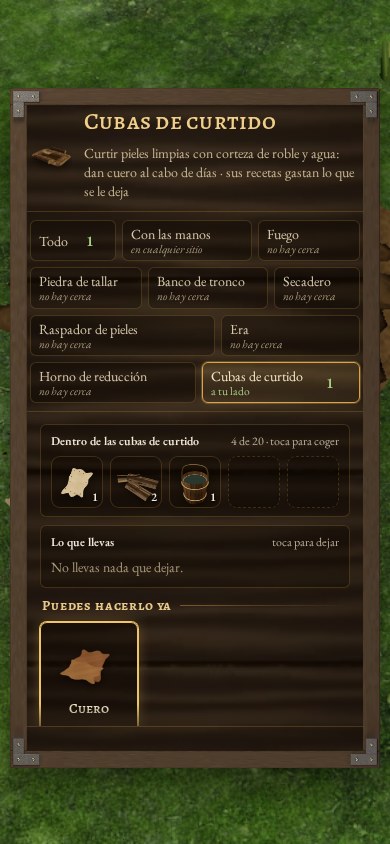 Cubas de curtido
Curtir pieles limpias con corteza de roble y agua:
dan cuero al cabo de días · sus recetas gastan lo que
se le deja
Todo 1
Con las manos
en cualquier sitio
Fuego
no hay cerca
Piedra de tallar
no hay cerca
Banco de tronco
no hay cerca
Secadero
no hay cerca
Raspador de pieles
no hay cerca
Era
no hay cerca
Horno de reducción
no hay cerca
Cubas de curtido 1
a tu lado
Dentro de las cubas de curtido 4 de 20 · toca para coger
1 2 1
Lo que llevas toca para dejar
No llevas nada que dejar.
Puedes hacerlo ya
Cuero